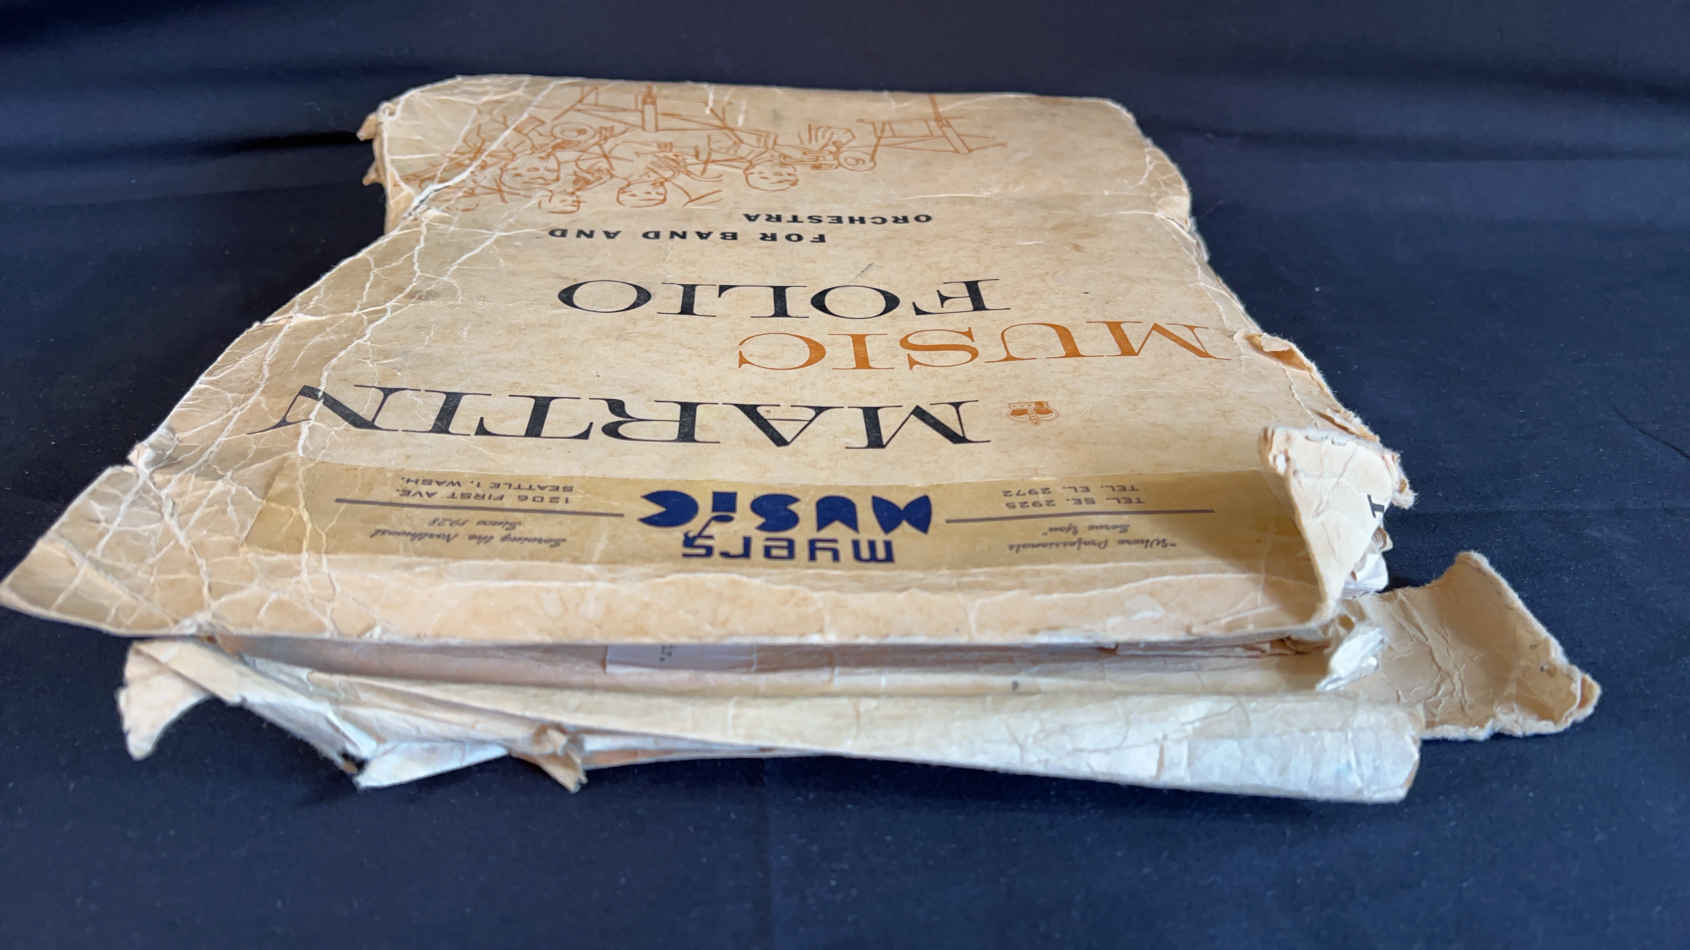 "Where Professionals
Serve You"
TEL. SE. 2925
TEL. EL. 2972
myers
MUSIC
Serving the Northwest
Since 1928
1206 FIRST AVE.
SEATTLE 1, WASH.
MARTIN
MUSIC
FOLIO
FOR BAND AND
ORCHESTRA